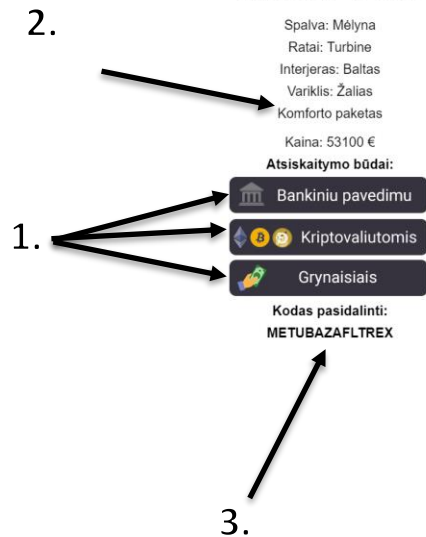 2.
Spalva: Mėlyna
Ratai: Turbine
Interjeras: Baltas
Variklis: Žalias
Komforto paketas
Kaina: 53100 €
Atsiskaitymo būdai:
Bankiniu pavedimu
1.
Kriptovaliutomis
Grynaisiais
Kodas pasidalinti:
METUBAZAFLTREX
3.